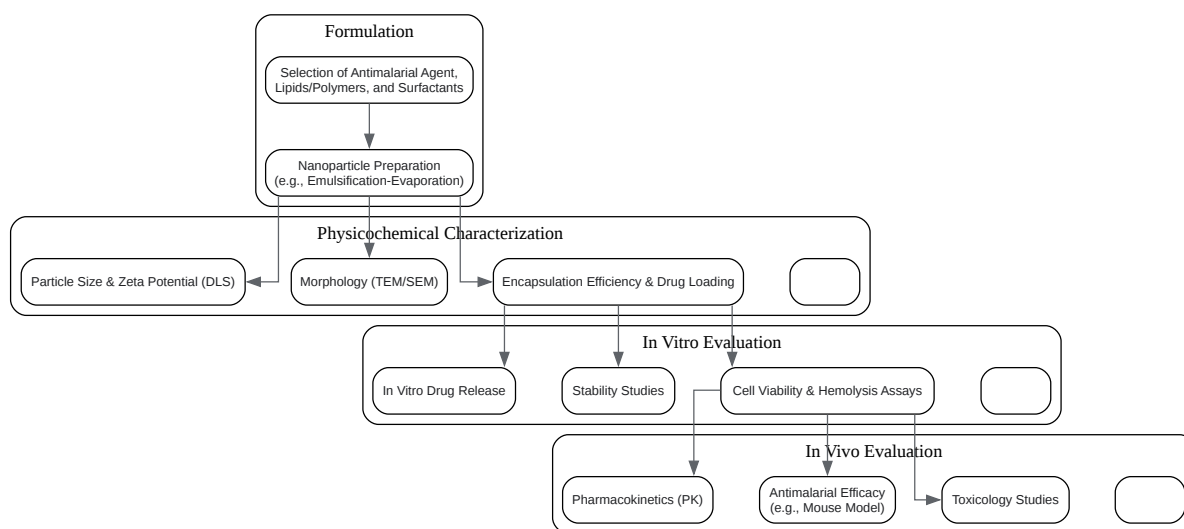 Formulation
Selection of Antimalarial Agent,
Lipids/Polymers, and Surfactants
Nanoparticle Preparation
(e.g., Emulsification-Evaporation)
Physicochemical Characterization
Particle Size & Zeta Potential (DLS)
Morphology (TEM/SEM)
Encapsulation Efficiency & Drug Loading
In Vitro Evaluation
In Vitro Drug Release
Stability Studies
Cell Viability & Hemolysis Assays
In Vivo Evaluation
Pharmacokinetics (PK)
Antimalarial Efficacy
(e.g., Mouse Model)
Toxicology Studies